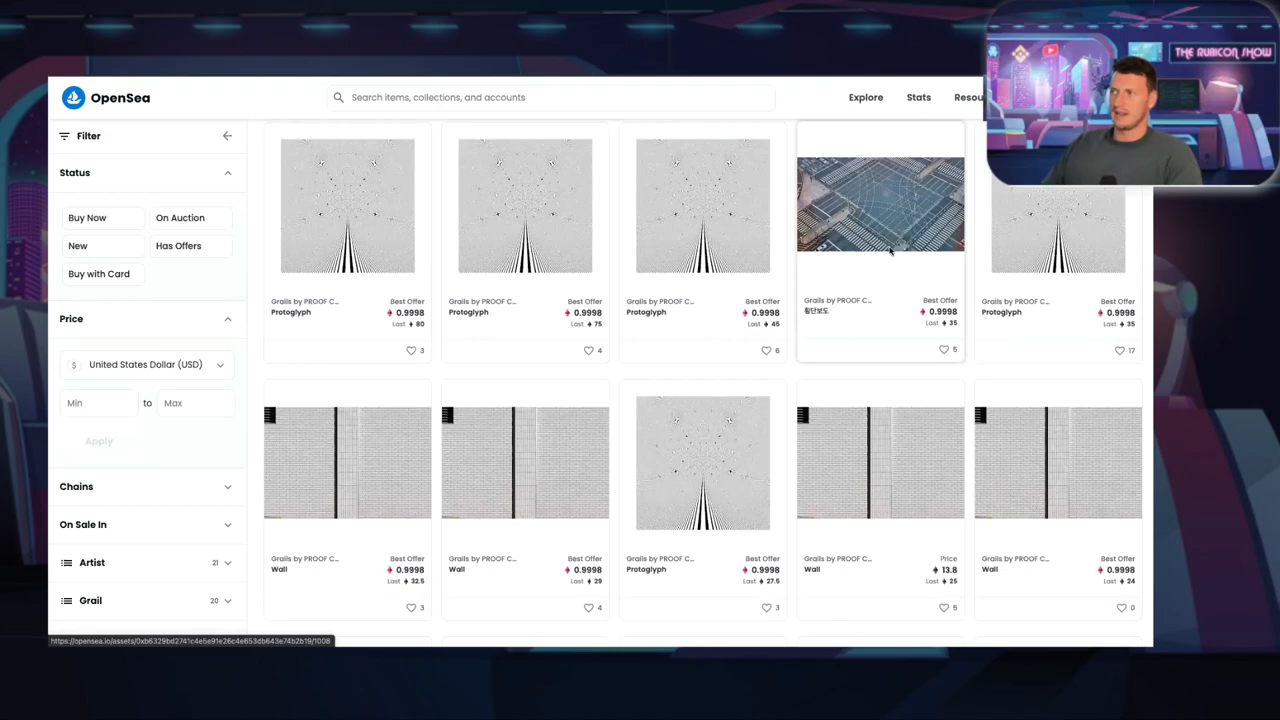 THE RUBICON SHOW
OpenSea
Search items, collections, and accounts
Explore
Stats
Resou
Filter
Status
Buy Now
On Auction
New
Has Offers
Buy with Card
Price
$ United States Dollar (USD)
Min
to
Max
Apply
Chains
On Sale In
Artist 21
Grail 20
Grails by PROOF C... Best Offer
Protoglyph 0.9998
Last 80
3
Grails by PROOF C... Best Offer
Protoglyph 0.9998
Last 75
4
Grails by PROOF C... Best Offer
Protoglyph 0.9998
Last 45
6
Grails by PROOF C... Best Offer
횡단보도 0.9998
Last 35
5
Grails by PROOF C... Best Offer
Protoglyph 0.9998
Last 35
17
Grails by PROOF C... Best Offer
Wall 0.9998
Last 32.5
3
Grails by PROOF C... Best Offer
Wall 0.9998
Last 29
4
Grails by PROOF C... Best Offer
Protoglyph 0.9998
Last 27.5
3
Grails by PROOF C... Price
Wall 13.8
Last 25
5
Grails by PROOF C... Best Offer
Wall 0.9998
Last 24
0
https://opensea.io/assets/0xb6329bd2741c4e5e91e26c4e653db643e74b2b19/1008